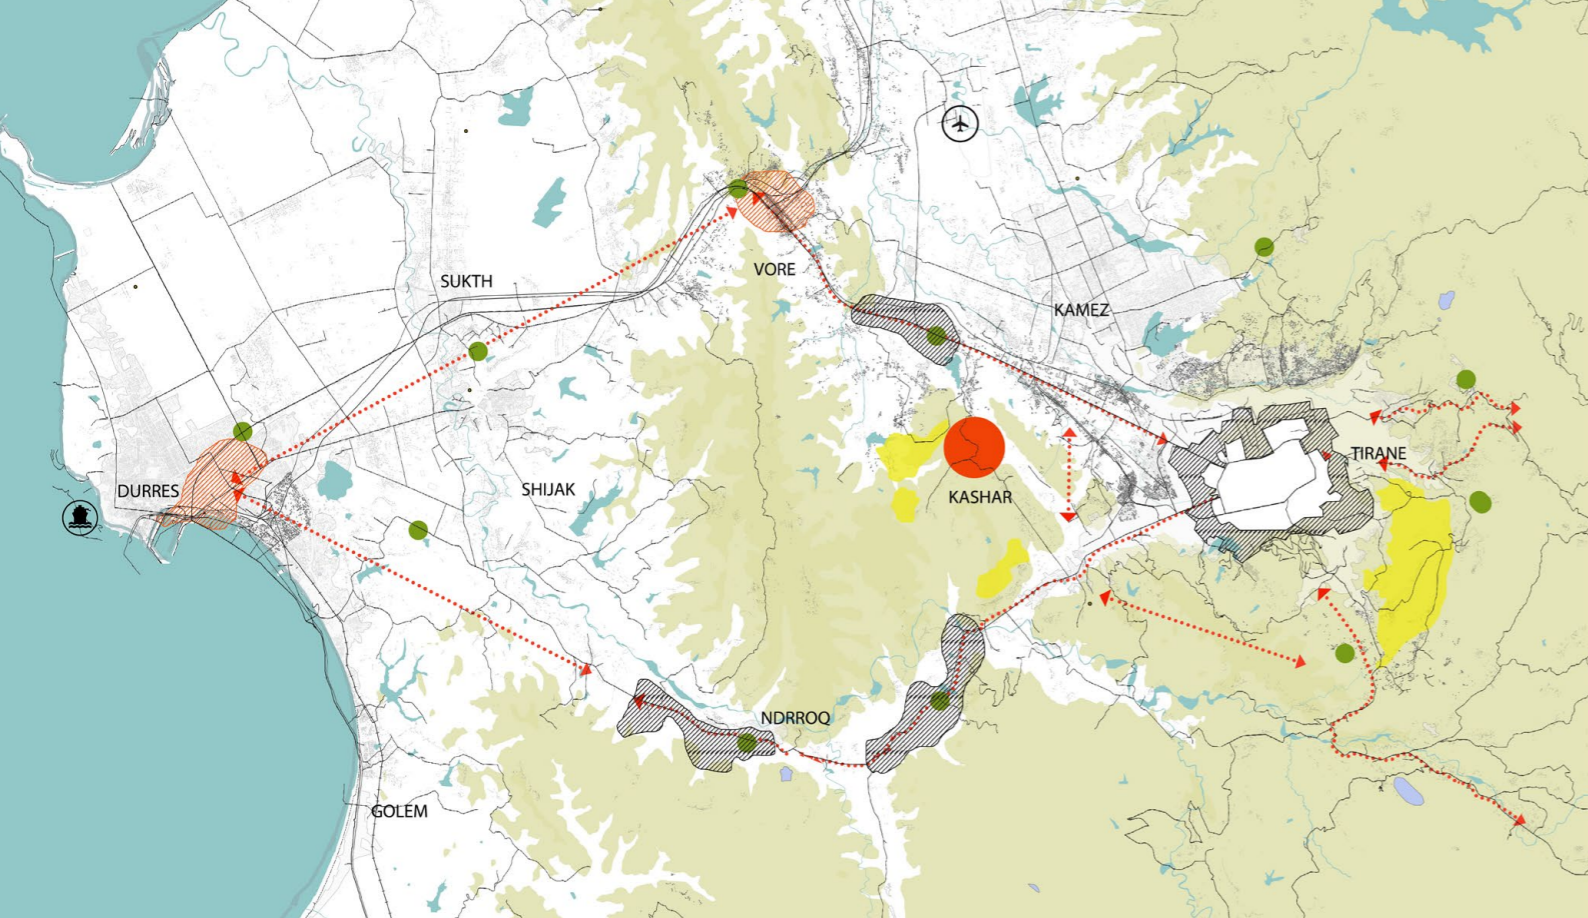 VORE
SUKTH
KAMEZ
TIRANE
DURRES
SHIJAK
KASHAR
NDRROQ
GOLEM